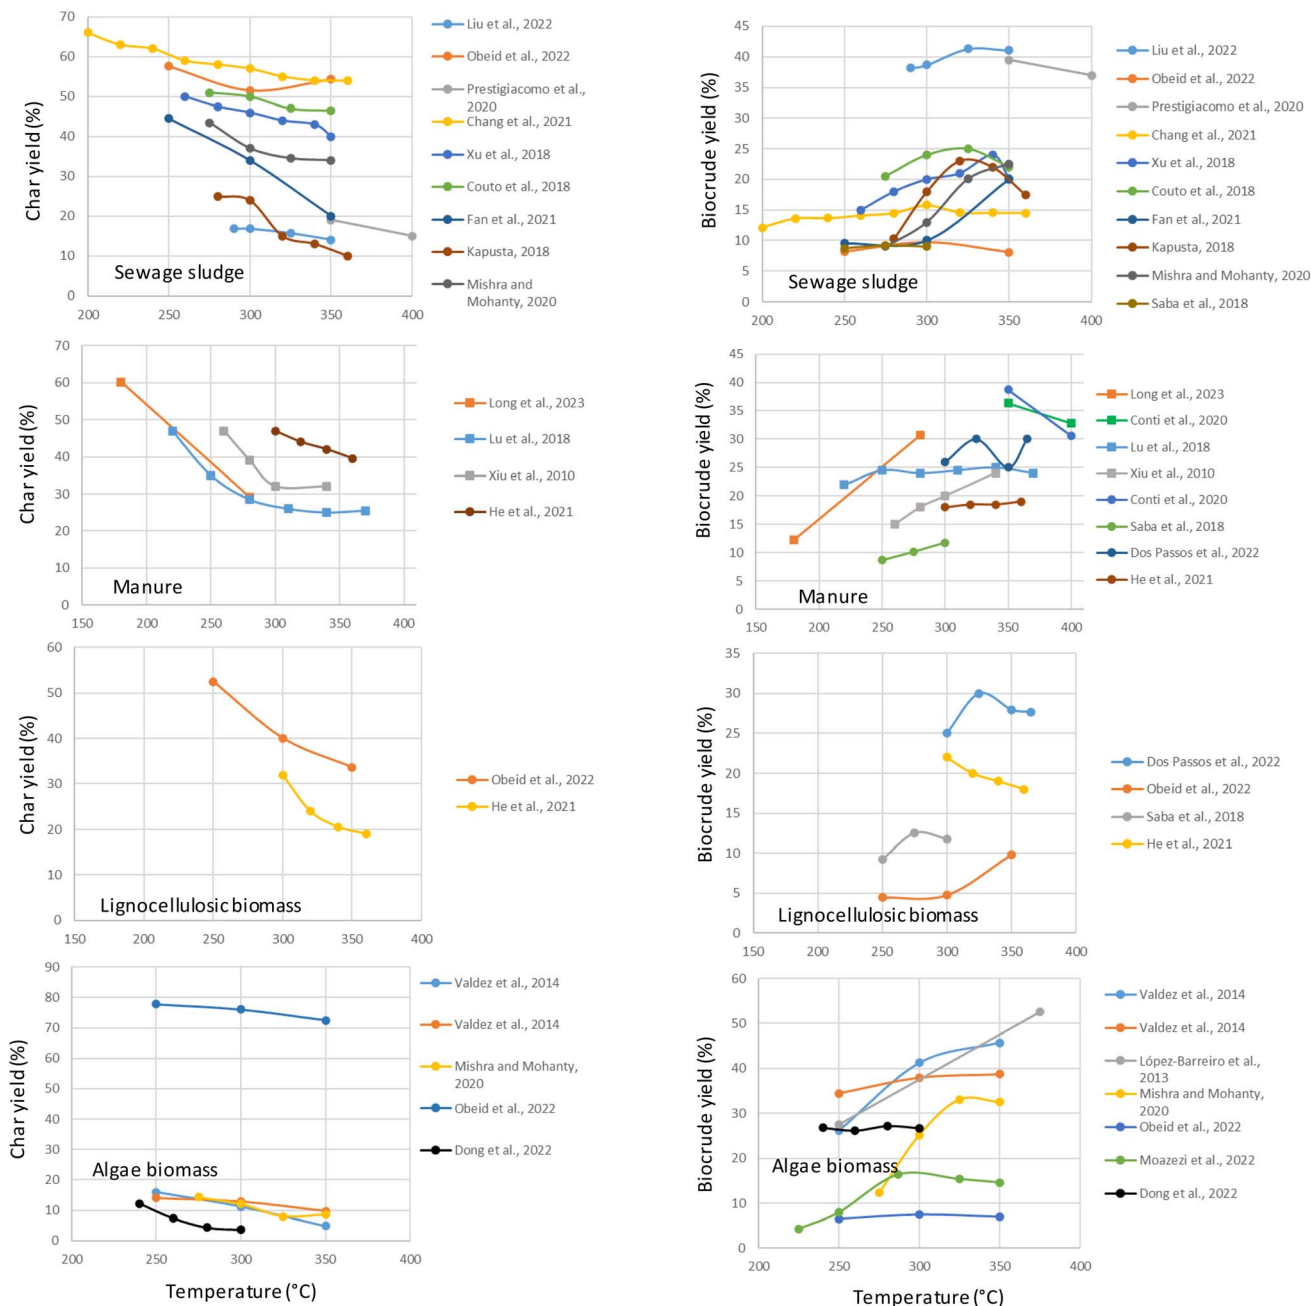 Char yield (%)
70
60
50
40
30
20
10
0
200
250
300
350
400
Sewage sludge
Liu et al., 2022
Obeid et al., 2022
Prestigiacomo et al.,
2020
Chang et al., 2021
Xu et al., 2018
Couto et al., 2018
Fan et al., 2021
Kapusta, 2018
Mishra and
Mohanty, 2020
Biocrude yield (%)
45
40
35
30
25
20
15
10
5
0
200
250
300
350
400
Sewage sludge
Liu et al., 2022
Obeid et al., 2022
Prestigiacomo et al., 2020
Chang et al., 2021
Xu et al., 2018
Couto et al., 2018
Fan et al., 2021
Kapusta, 2018
Mishra and Mohanty, 2020
Saba et al., 2018
Char yield (%)
70
60
50
40
30
20
10
0
150
200
250
300
350
400
Manure
Long et al., 2023
Lu et al., 2018
Xiu et al., 2010
He et al., 2021
Biocrude yield (%)
45
40
35
30
25
20
15
10
5
0
150
200
250
300
350
400
Manure
Long et al., 2023
Conti et al., 2020
Lu et al., 2018
Xiu et al., 2010
Conti et al., 2020
Saba et al., 2018
Dos Passos et al., 2022
He et al., 2021
Char yield (%)
60
50
40
30
20
10
0
150
200
250
300
350
400
Lignocellulosic biomass
Obeid et al., 2022
He et al., 2021
Biocrude yield (%)
35
30
25
20
15
10
5
0
150
200
250
300
350
400
Lignocellulosic biomass
Dos Passos et al., 2022
Obeid et al., 2022
Saba et al., 2018
He et al., 2021
Char yield (%)
90
80
70
60
50
40
30
20
10
0
200
250
300
350
400
Algae biomass
Temperature (°C)
Valdez et al., 2014
Valdez et al., 2014
Mishra and Mohanty,
2020
Obeid et al., 2022
Dong et al., 2022
Biocrude yield (%)
60
50
40
30
20
10
0
200
250
300
350
400
Algae biomass
Temperature (°C)
Valdez et al., 2014
Valdez et al., 2014
López-Barreiro et al.,
2013
Mishra and Mohanty,
2020
Obeid et al., 2022
Moazezi et al., 2022
Dong et al., 2022